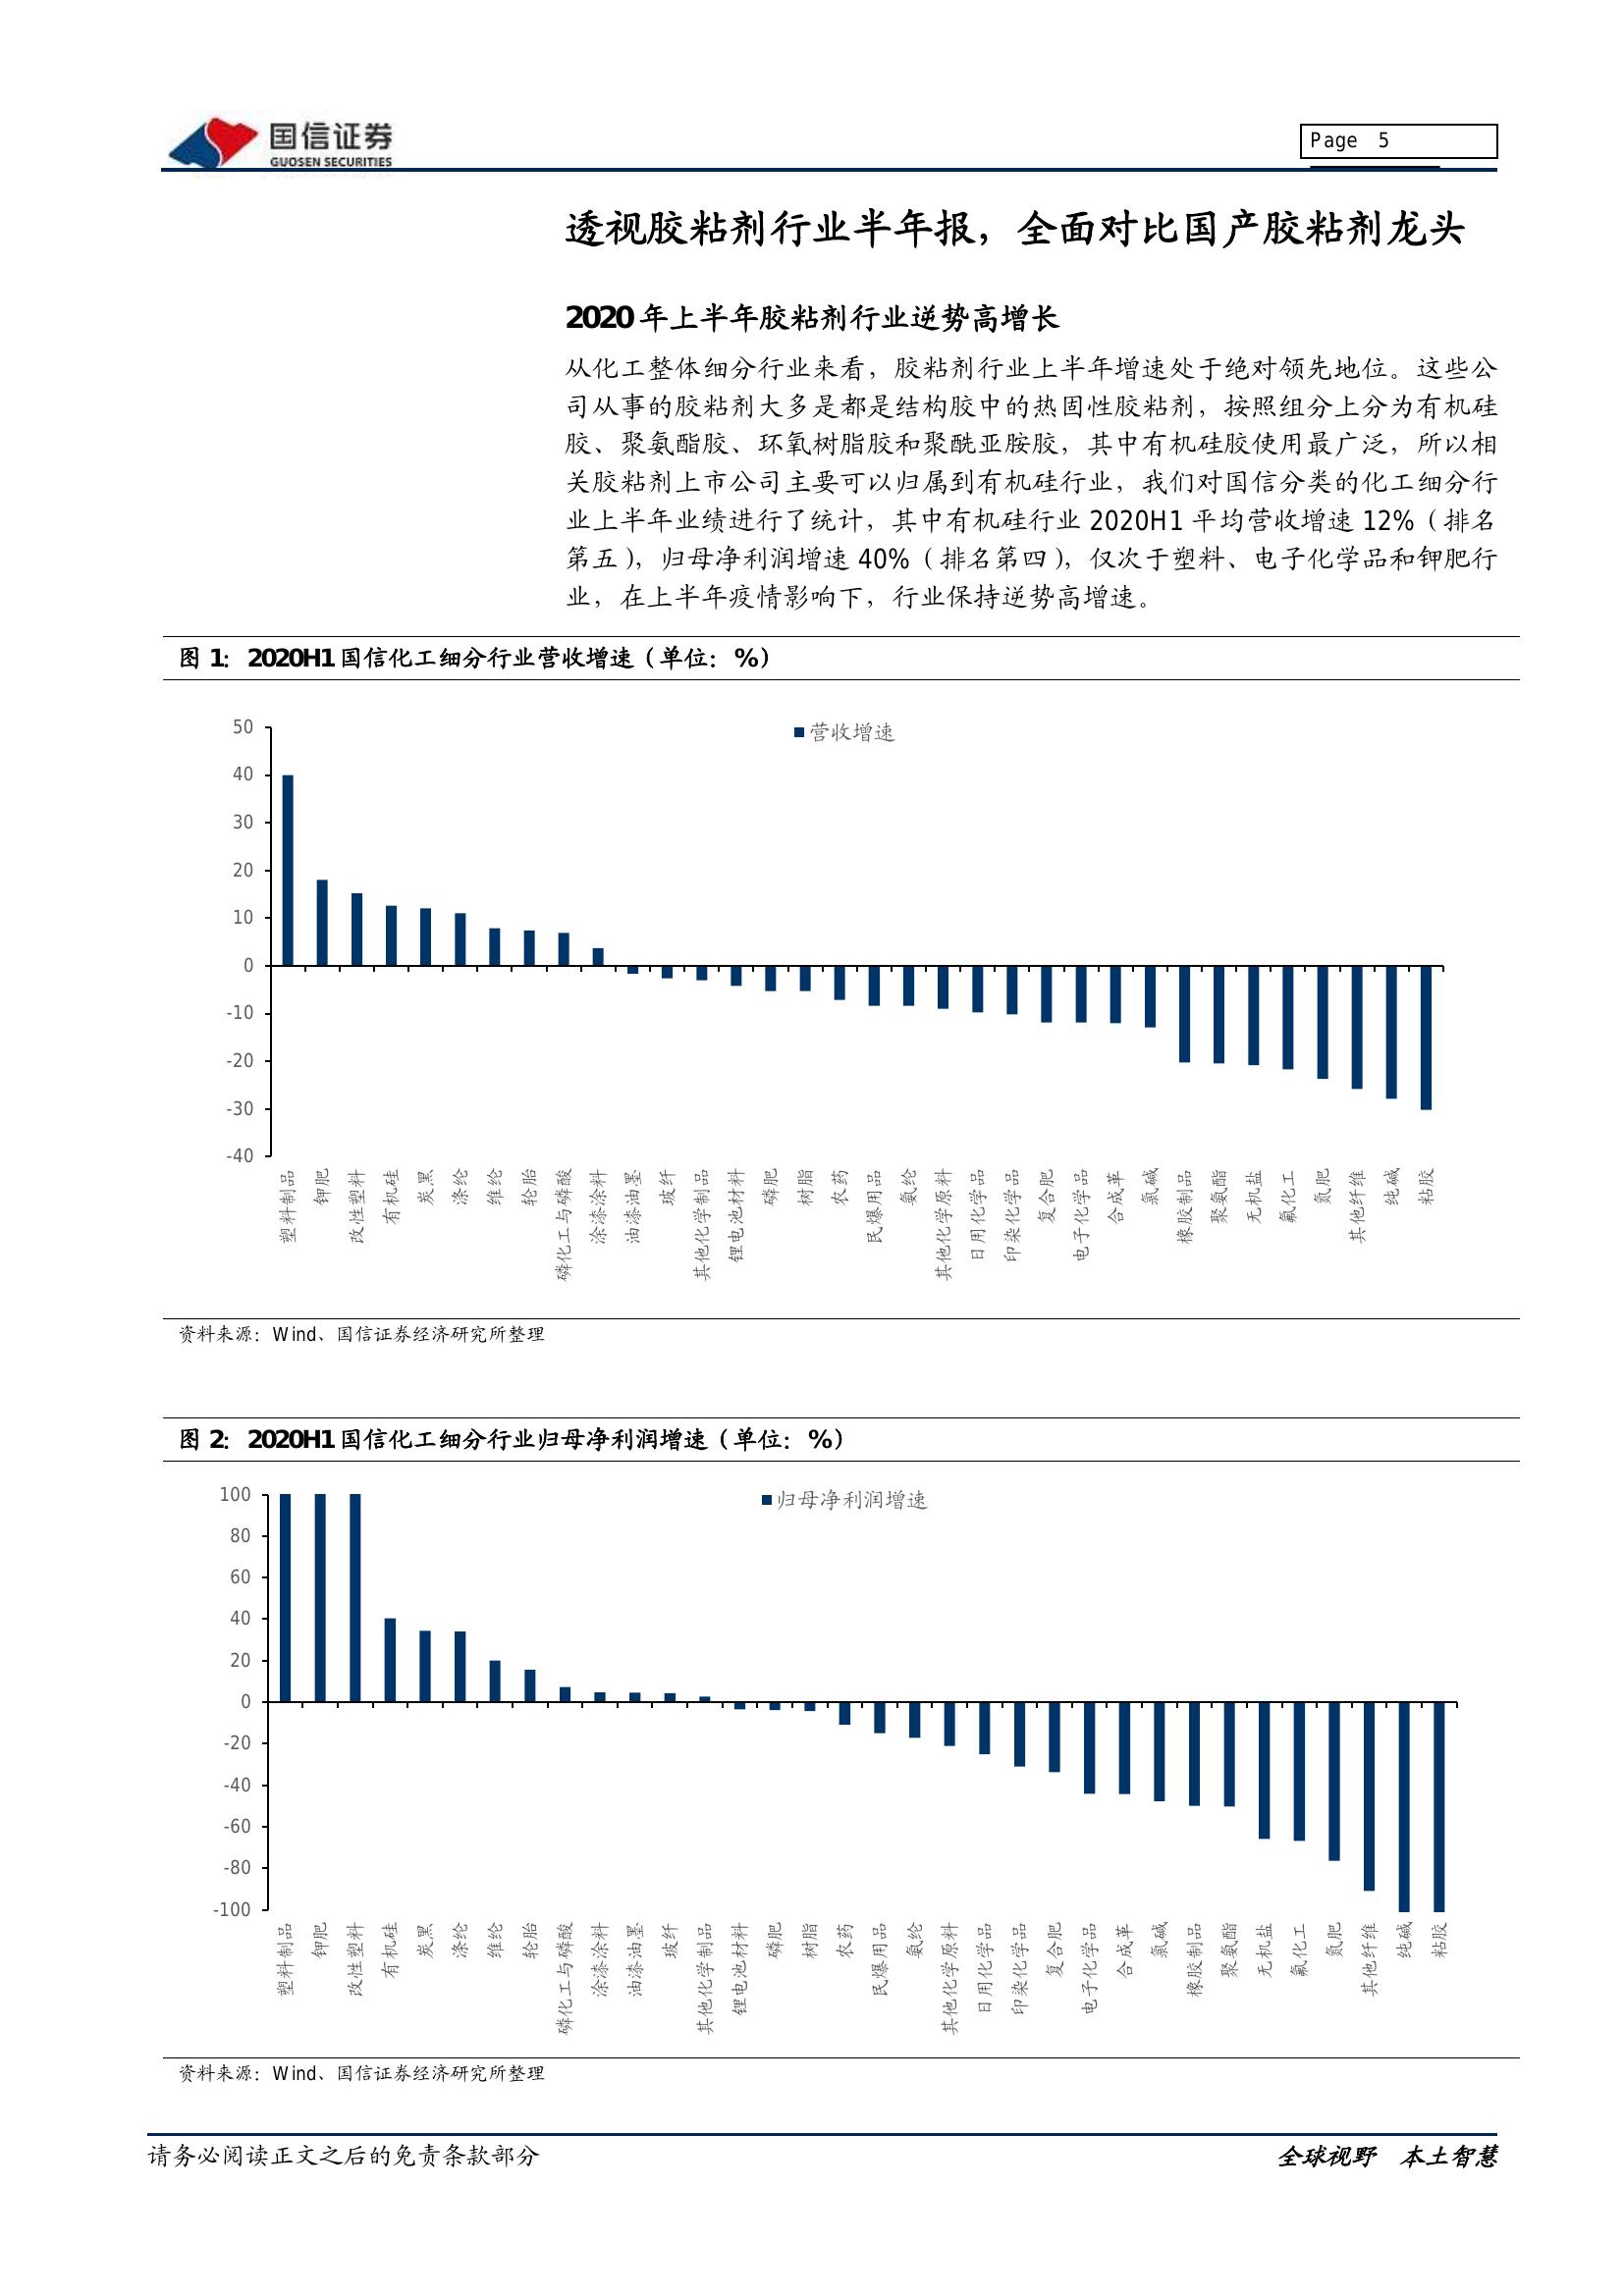 国信证券
GUOSEN SECURITIES
Page 5
透视胶粘剂行业半年报，全面对比国产胶粘剂龙头
2020 年上半年胶粘剂行业逆势高增长
从化工整体细分行业来看，胶粘剂行业上半年增速处于绝对领先地位。这些公
司从事的胶粘剂大多是都是结构胶中的热固性胶粘剂，按照组分上分为有机硅
胶、聚氨酯胶、环氧树脂胶和聚酰亚胺胶，其中有机硅胶使用最广泛，所以相
关胶粘剂上市公司主要可以归属到有机硅行业，我们对国信分类的化工细分行
业上半年业绩进行了统计，其中有机硅行业 2020H1 平均营收增速 12%（排名
第五），归母净利润增速 40%（排名第四），仅次于塑料、电子化学品和钾肥行
业，在上半年疫情影响下，行业保持逆势高增速。
图 1：2020H1 国信化工细分行业营收增速（单位：%）
营收增速
50
40
30
20
10
0
-10
-20
-30
-40
塑料制品
钾肥
改性塑料
有机硅
炭黑
涤纶
维纶
轮胎
磷化工与磷酸
涂漆涂料
油漆油墨
玻纤
其他化学制品
锂电池材料
磷肥
树脂
农药
民爆用品
氨纶
其他化学原料
日用化学品
印染化学品
复合肥
电子化学品
合成革
氯碱
橡胶制品
聚氨酯
无机盐
氟化工
氮肥
其他纤维
纯碱
粘胶
资料来源：Wind、国信证券经济研究所整理
图 2：2020H1 国信化工细分行业归母净利润增速（单位：%）
归母净利润增速
100
80
60
40
20
0
-20
-40
-60
-80
-100
塑料制品
钾肥
改性塑料
有机硅
炭黑
涤纶
维纶
轮胎
磷化工与磷酸
涂漆涂料
油漆油墨
玻纤
其他化学制品
锂电池材料
磷肥
树脂
农药
民爆用品
氨纶
其他化学原料
日用化学品
印染化学品
复合肥
电子化学品
合成革
氯碱
橡胶制品
聚氨酯
无机盐
氟化工
氮肥
其他纤维
纯碱
粘胶
资料来源：Wind、国信证券经济研究所整理
请务必阅读正文之后的免责条款部分
全球视野 本土智慧